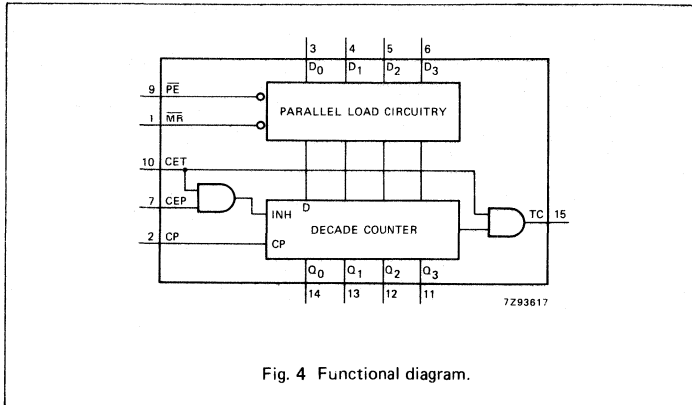 3 4 5 6
D0 D1 D2 D3
9 PE
PARALLEL LOAD CIRCUITRY
1 MR
10 CET
7 CEP
INH
D
DECADE COUNTER
TC 15
2 CP
CP
Q0 Q1 Q2 Q3
14 13 12 11
7Z93617
Fig. 4 Functional diagram.